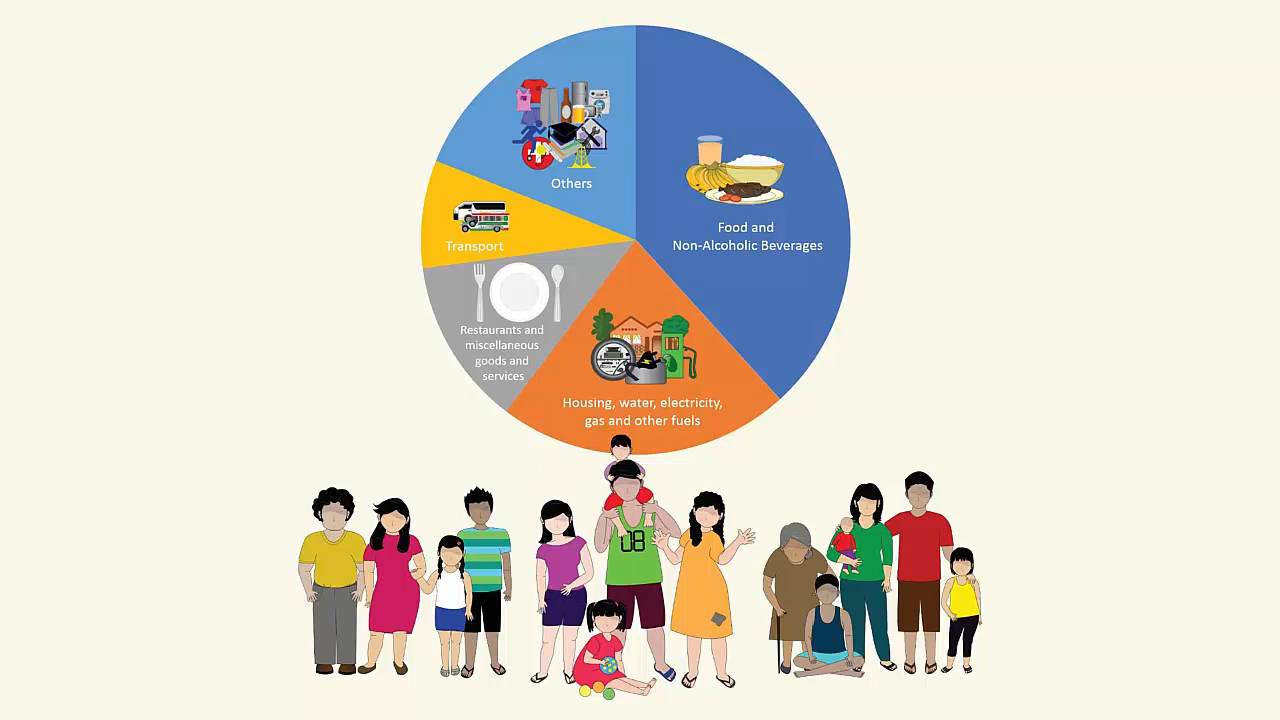 Others
Food and
Non-Alcoholic Beverages
Transport
Restaurants and
miscellaneous
goods and
services
Housing, water, electricity,
gas and other fuels
08